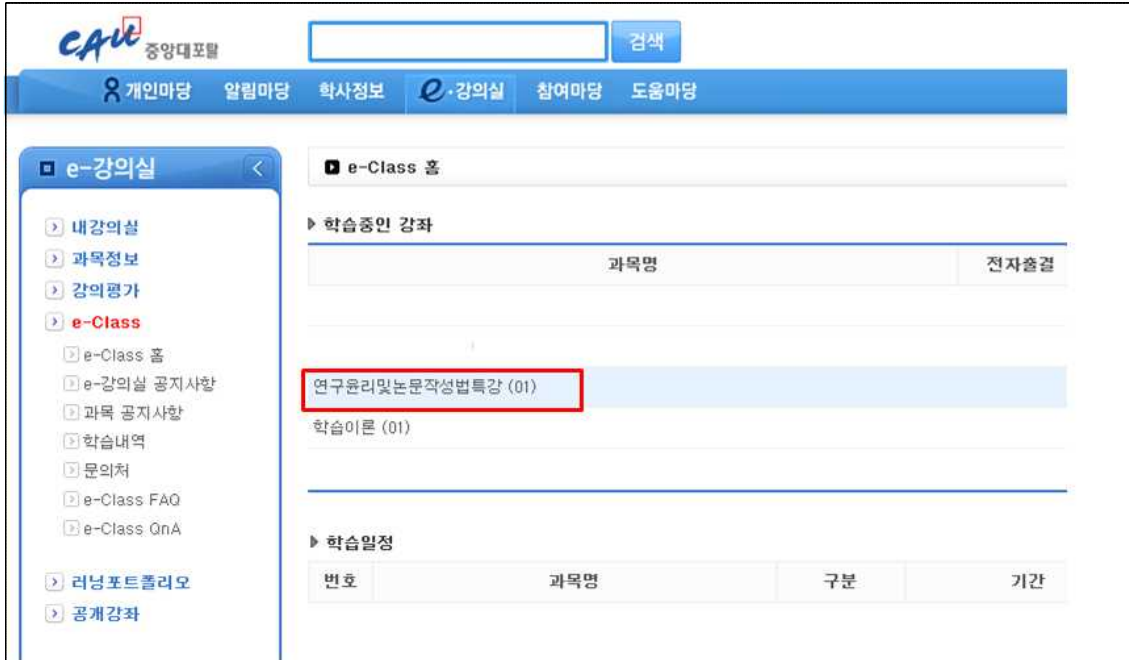 CAU 중앙대포탈
검색
개인마당 알림마당 학사정보 e·강의실 참여마당 도움마당
e-강의실
내강의실
과목정보
강의평가
e-Class
e-Class 홈
e-강의실 공지사항
과목 공지사항
학습내역
문의처
e-Class FAQ
e-Class QnA
러닝포트폴리오
공개강좌
e-Class 홈
학습중인 강좌
과목명 전자출결
연구윤리및논문작성법특강 (01)
학습이론 (01)
학습일정
번호 과목명 구분 기간